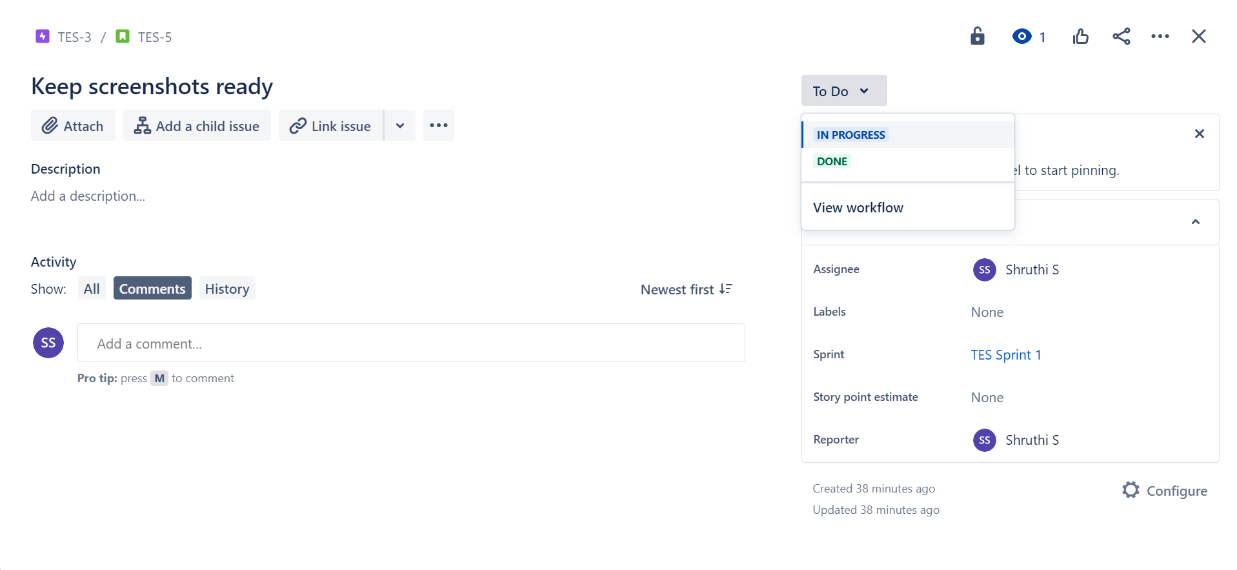 TES-3 / TES-5
1
Keep screenshots ready
Attach
Add a child issue
Link issue
Description
Add a description...
Activity
Show: All Comments History
Newest first
SS
Add a comment...
Pro tip: press M to comment
To Do
IN PROGRESS
DONE
View workflow
to start pinning.
Assignee SS Shruthi S
Labels None
Sprint TES Sprint 1
Story point estimate None
Reporter SS Shruthi S
Created 38 minutes ago
Updated 38 minutes ago
Configure